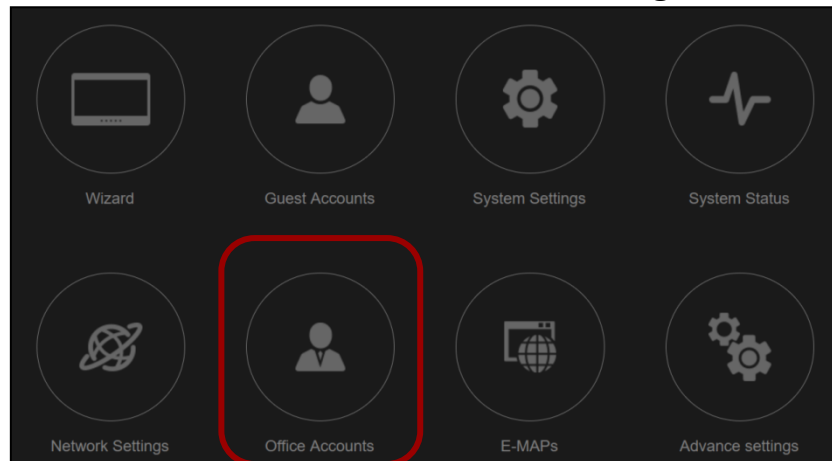 Wizard
Guest Accounts
System Settings
System Status
Network Settings
Office Accounts
E-MAPs
Advance settings